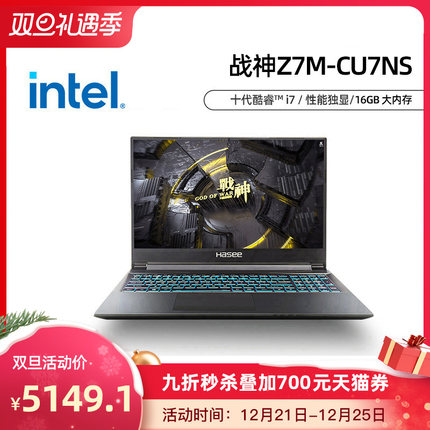 双旦礼遇季
战神Z7M-CU7NS
intel®
十代酷睿™ i7 / 性能独显/16GB 大内存
戰神
GOD OF WAR
Hasee
双旦活动价
¥5149.1
九折秒杀叠加700元天猫券
活动时间：12月21日-12月25日